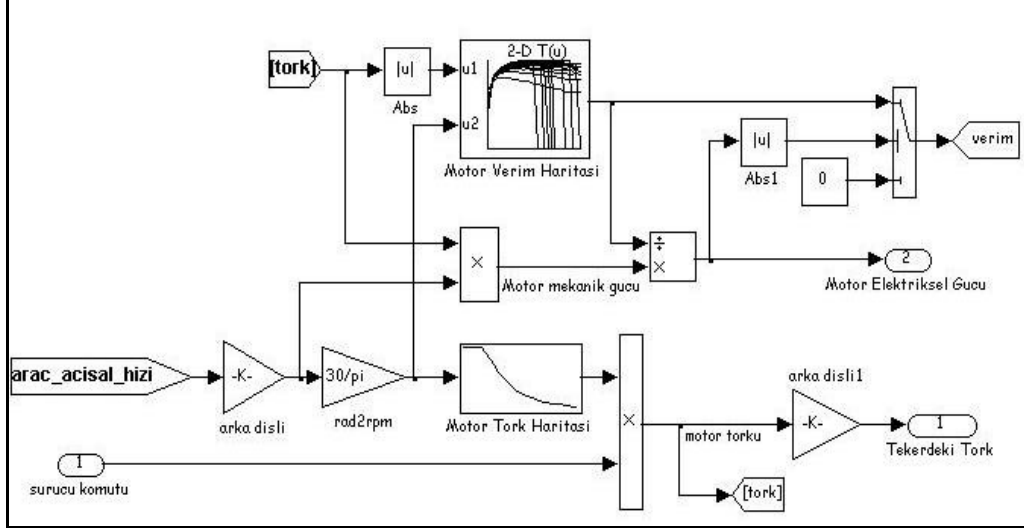 2-D T(u)
[tork]
|u|
u1
Abs
u2
Motor Verim Haritasi
|u|
verim
Abs1
0
÷
×
×
2
Motor mekanik gucu
Motor Elektriksel Gucu
arac_acisal_hizi
-K-
30/pi
arka disli
rad2rpm
Motor Tork Haritasi
×
arka disli1
-K-
1
motor torku
Tekerdeki Tork
1
surucu komutu
[tork]